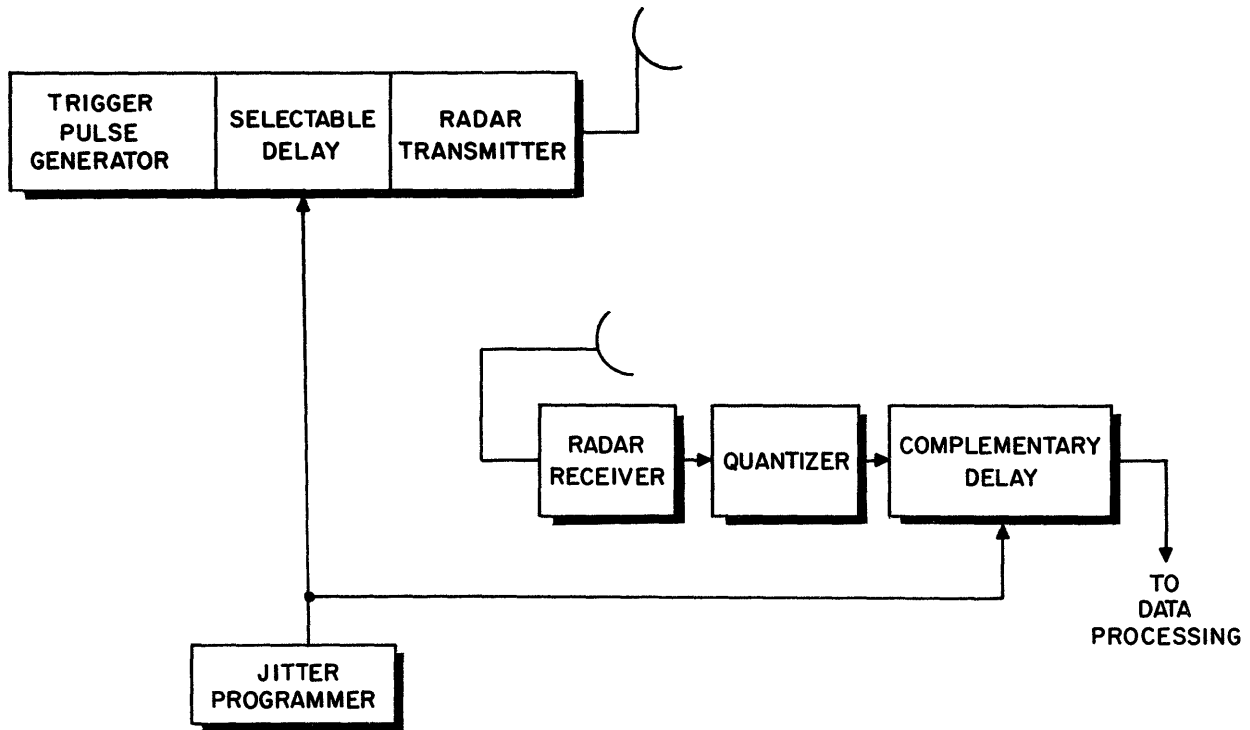 TRIGGER
PULSE
GENERATOR
SELECTABLE
DELAY
RADAR
TRANSMITTER
RADAR
RECEIVER
QUANTIZER
COMPLEMENTARY
DELAY
TO
DATA
PROCESSING
JITTER
PROGRAMMER